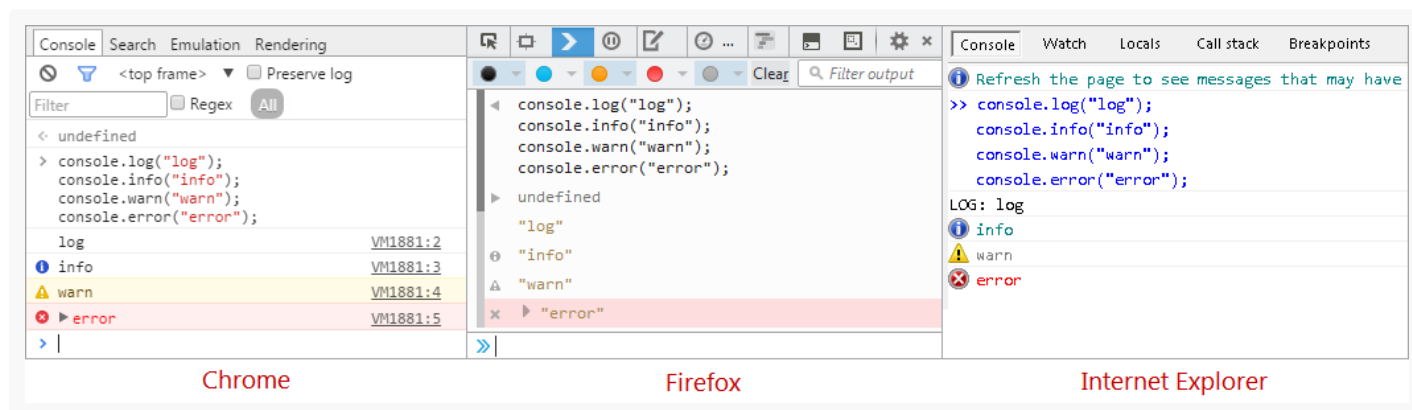 Console Search Emulation Rendering
<top frame> ▼ Preserve log
Filter Regex All
undefined
> console.log("log");
console.info("info");
console.warn("warn");
console.error("error");
log VM1881:2
info VM1881:3
warn VM1881:4
error VM1881:5
>
Chrome
...
Clear Filter output
console.log("log");
console.info("info");
console.warn("warn");
console.error("error");
undefined
"log"
"info"
"warn"
"error"
»
Firefox
Console Watch Locals Call stack Breakpoints
Refresh the page to see messages that may have
>> console.log("log");
console.info("info");
console.warn("warn");
console.error("error");
LOG: log
info
warn
error
Internet Explorer